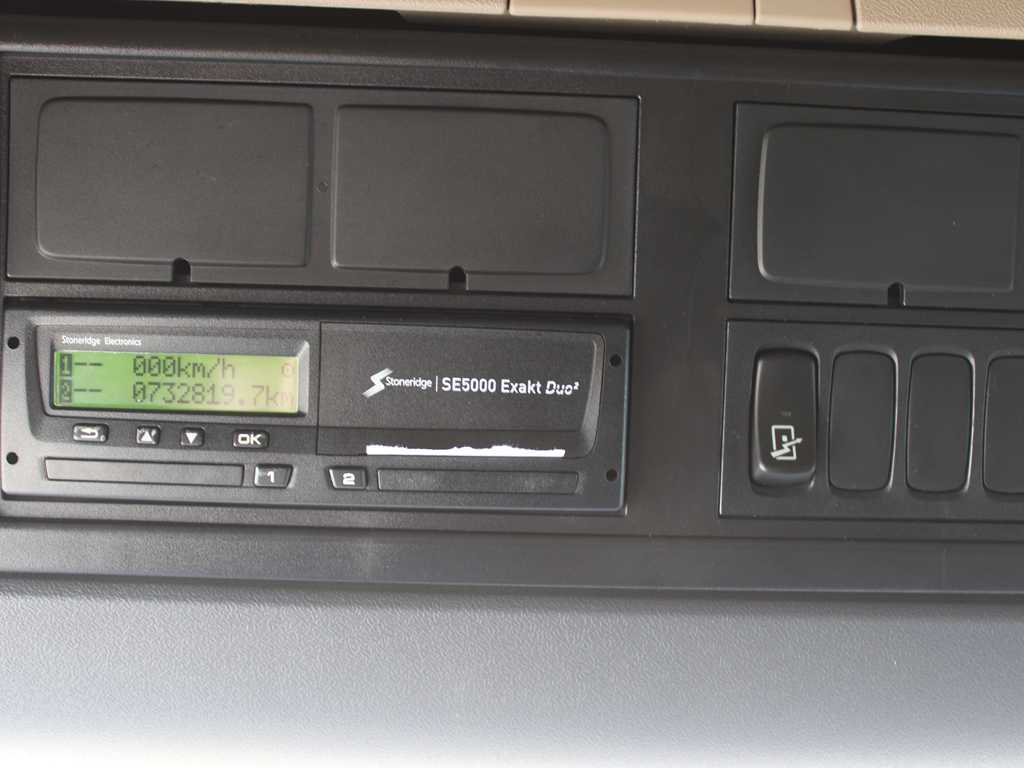 Stoneridge Electronics
1-- 000km/h
2-- 0732819.7km
Stoneridge | SE5000 Exakt Duo²
OK
1
2